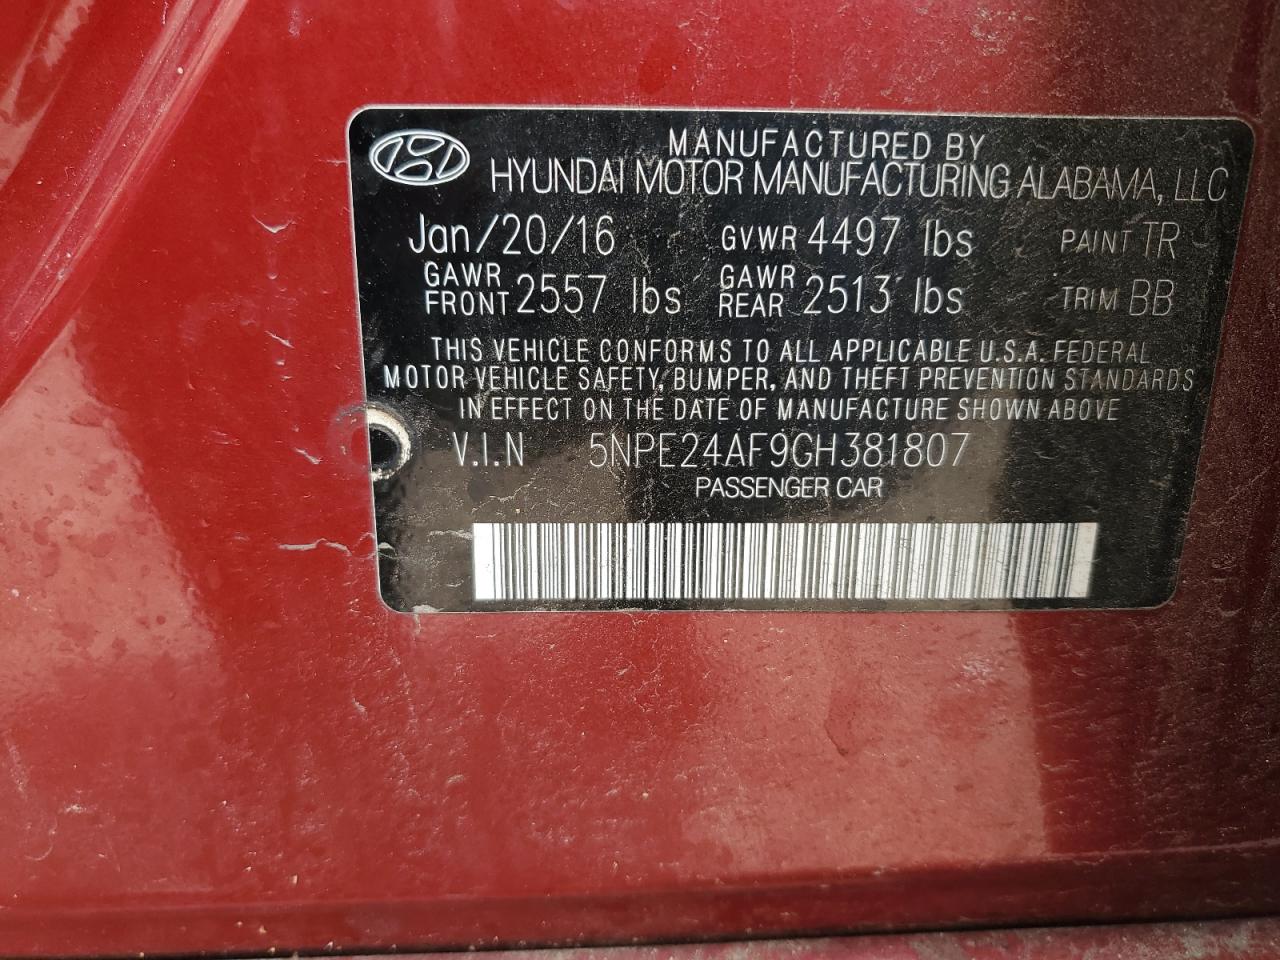 MANUFACTURED BY
HYUNDAI MOTOR MANUFACTURING ALABAMA, LLC
Jan/20/16 GVWR 4497 lbs PAINT TR
GAWR FRONT 2557 lbs GAWR REAR 2513 lbs TRIM BB
THIS VEHICLE CONFORMS TO ALL APPLICABLE U.S.A. FEDERAL
MOTOR VEHICLE SAFETY, BUMPER, AND THEFT PREVENTION STANDARDS
IN EFFECT ON THE DATE OF MANUFACTURE SHOWN ABOVE
V.I.N 5NPE24AF9GH381807
PASSENGER CAR